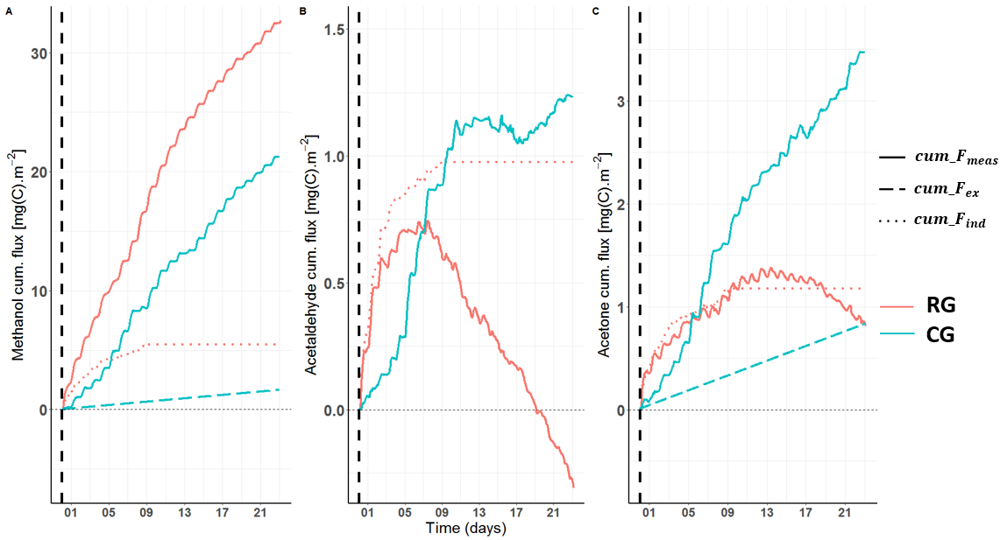 A
Methanol cum. flux [mg(C).m⁻²]
30
20
10
0
01 05 09 13 17 21
B
Acetaldehyde cum. flux [mg(C).m⁻²]
1.5
1.0
0.5
0.0
01 05 09 13 17 21
Time (days)
C
Acetone cum. flux [mg(C).m⁻²]
3
2
1
0
01 05 09 13 17 21
cum_F_meas
cum_F_ex
cum_F_ind
RG
CG